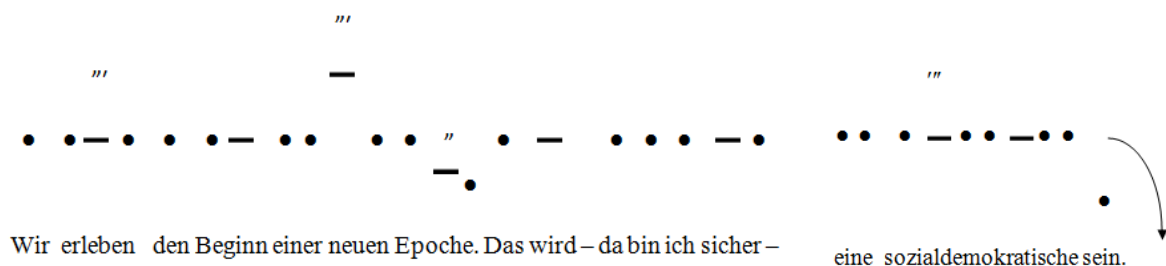 Wir erleben den Beginn einer neuen Epoche. Das wird – da bin ich sicher – eine sozialdemokratische sein.